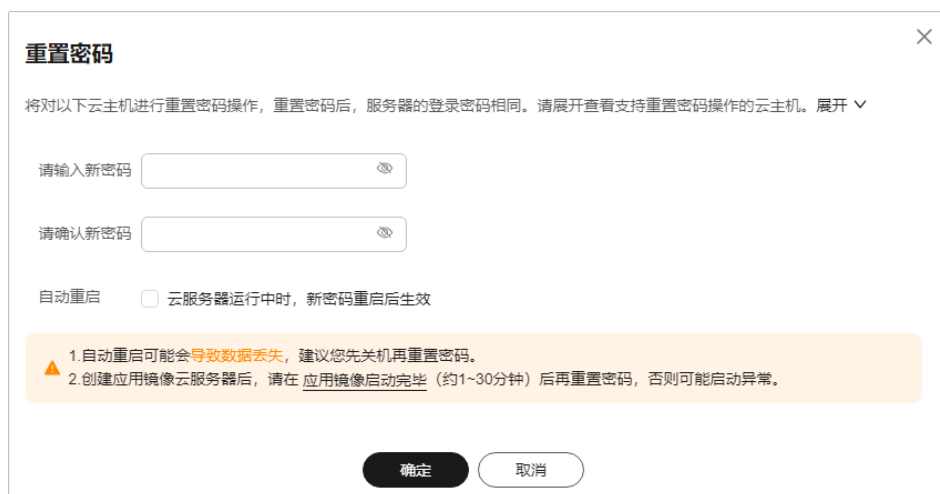 重置密码
将对以下云主机进行重置密码操作，重置密码后，服务器的登录密码相同。请展开查看支持重置密码操作的云主机。展开
请输入新密码
请确认新密码
自动重启 云服务器运行中时，新密码重启后生效
1.自动重启可能会导致数据丢失，建议您先关机再重置密码。
2.创建应用镜像云服务器后，请在 应用镜像启动完毕（约1~30分钟）后再重置密码，否则可能启动异常。
确定 取消